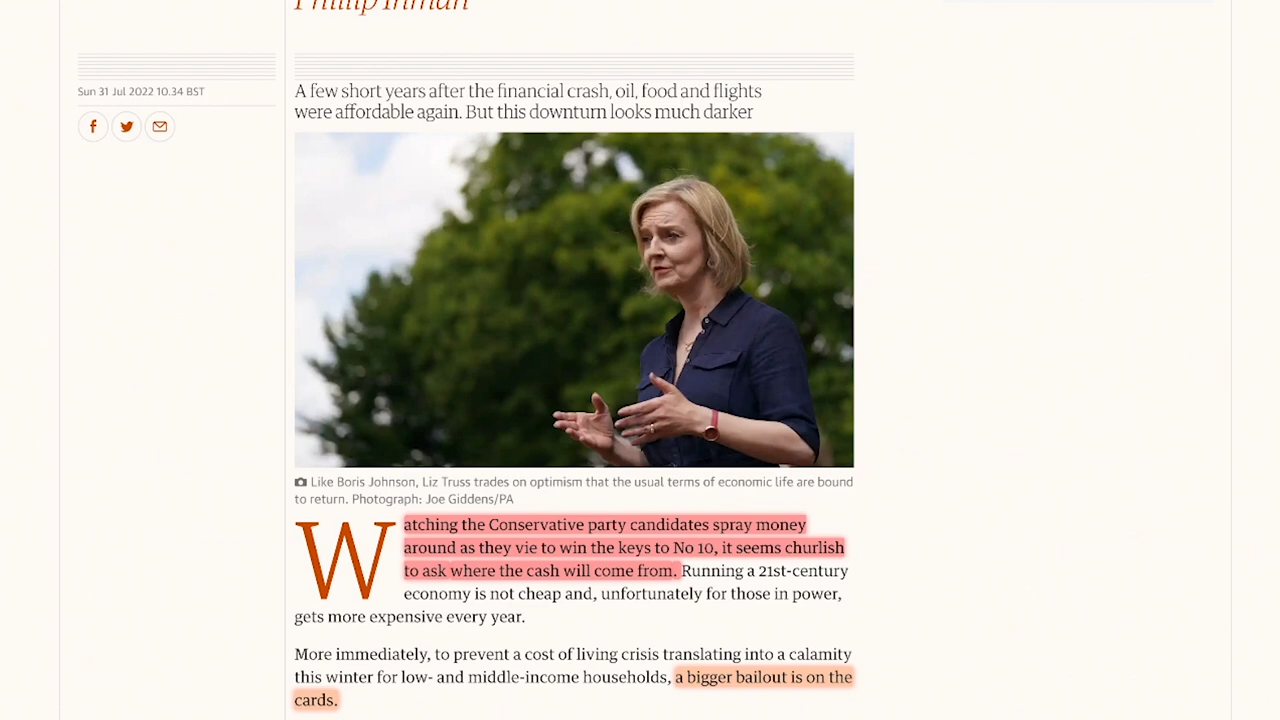 Phillip Inman
Sun 31 Jul 2022 10.34 BST
A few short years after the financial crash, oil, food and flights
were affordable again. But this downturn looks much darker
Like Boris Johnson, Liz Truss trades on optimism that the usual terms of economic life are bound
to return. Photograph: Joe Giddens/PA
Watching the Conservative party candidates spray money
around as they vie to win the keys to No 10, it seems churlish
to ask where the cash will come from. Running a 21st-century
economy is not cheap and, unfortunately for those in power,
gets more expensive every year.
More immediately, to prevent a cost of living crisis translating into a calamity
this winter for low- and middle-income households, a bigger bailout is on the
cards.